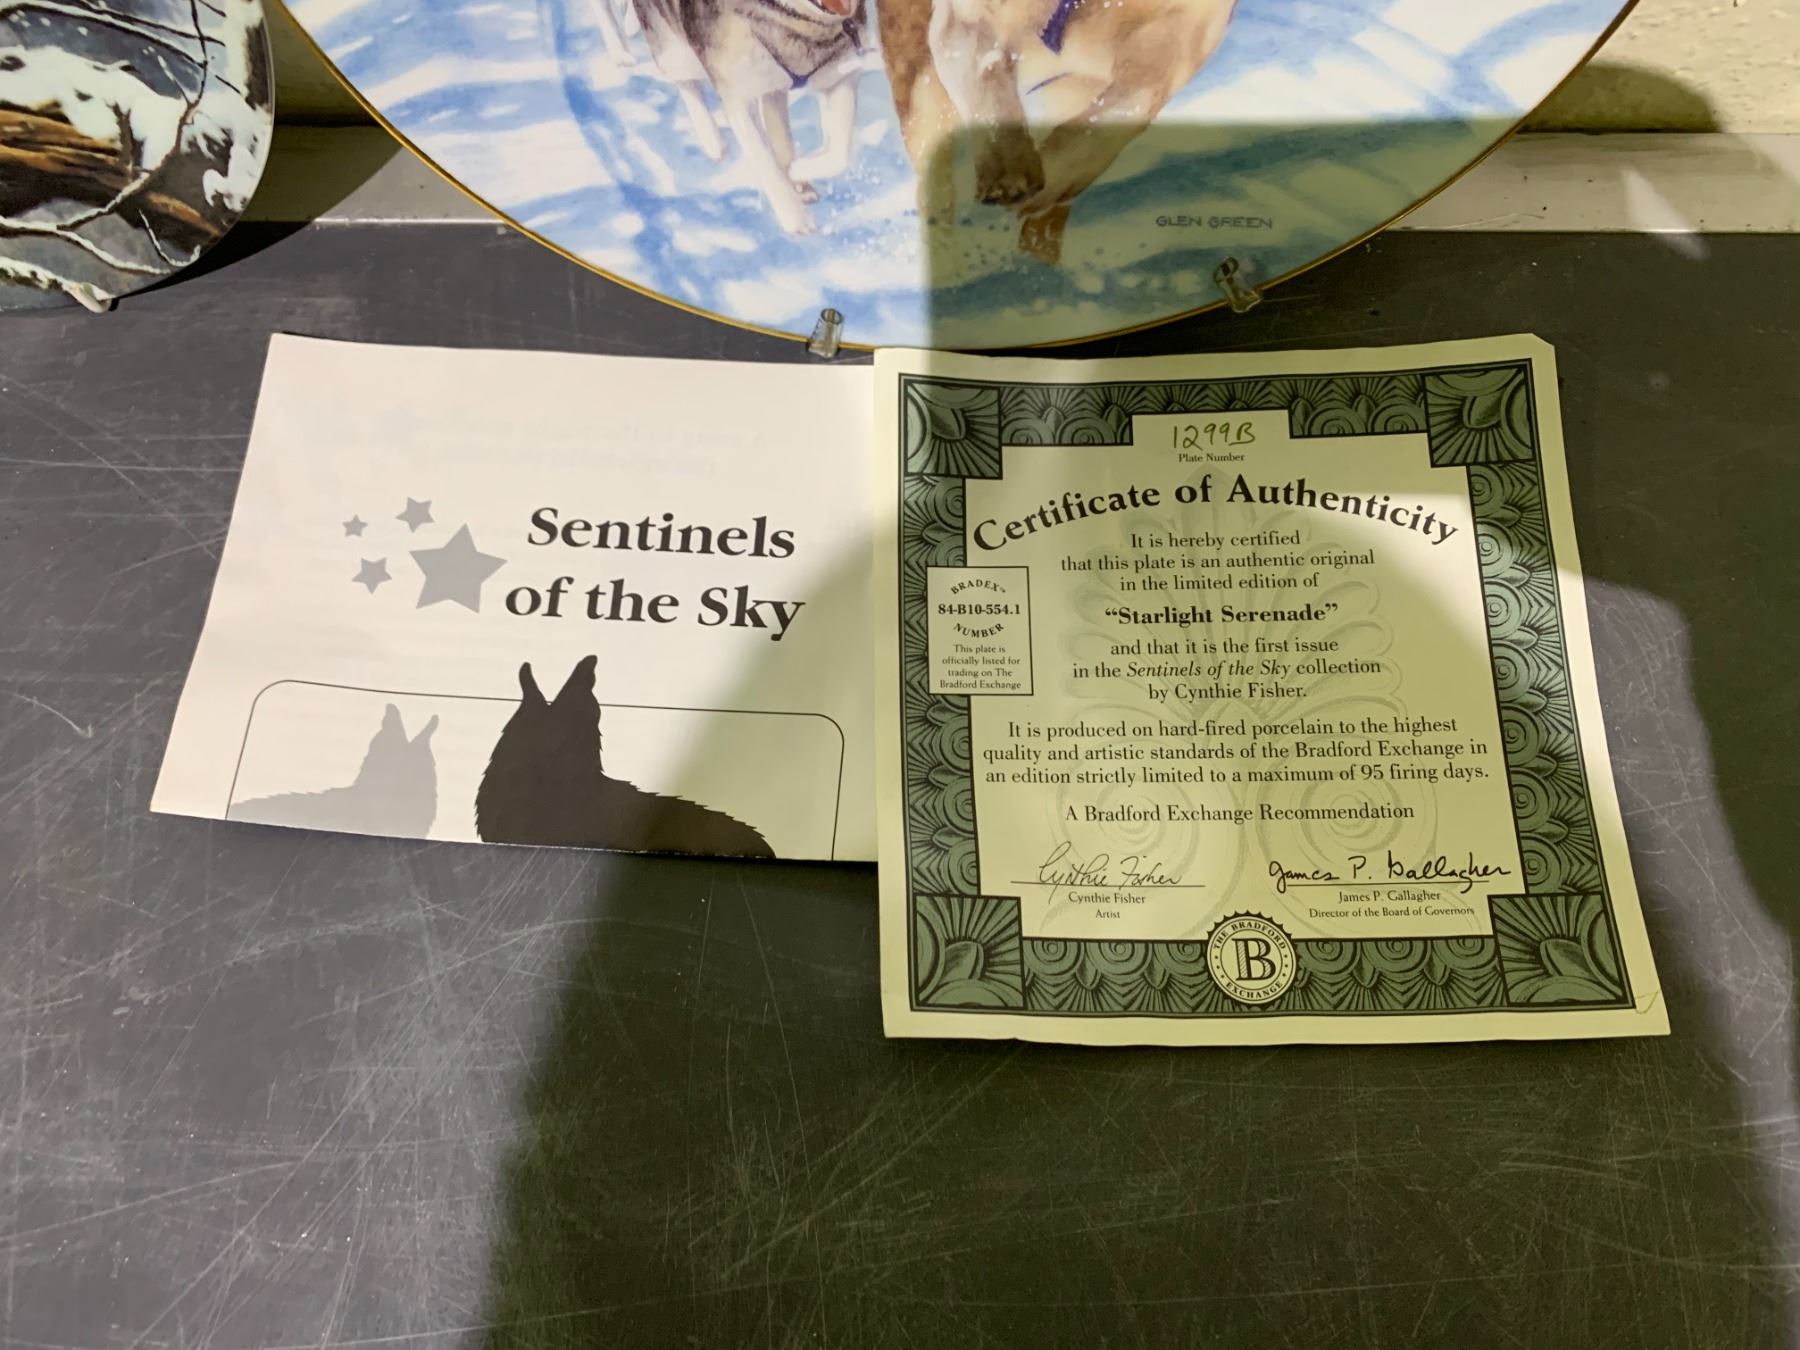 GLEN GREEN
Sentinels
of the Sky
1299B
Plate Number
Certificate of Authenticity
It is hereby certified
that this plate is an authentic original
in the limited edition of
“Starlight Serenade”
and that it is the first issue
in the Sentinels of the Sky collection
by Cynthie Fisher.
BRADEX™
84-B10-554.1
NUMBER
This plate is
officially listed for
trading on The
Bradford Exchange
It is produced on hard-fired porcelain to the highest
quality and artistic standards of the Bradford Exchange in
an edition strictly limited to a maximum of 95 firing days.
A Bradford Exchange Recommendation
Cynthie Fisher
Cynthie Fisher
Artist
James P. Gallagher
James P. Gallagher
Director of the Board of Governors
THE BRADFORD
B
EXCHANGE